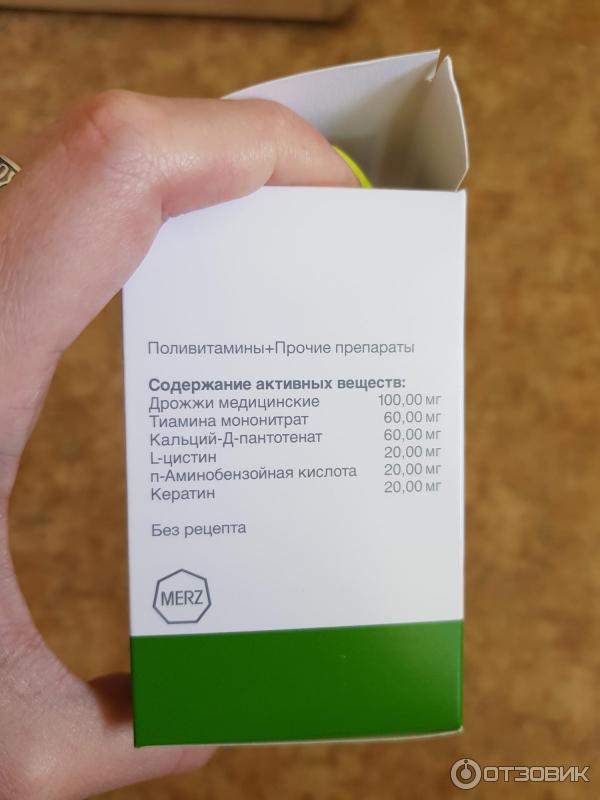 Поливитамины+Прочие препараты
Содержание активных веществ:
Дрожжи медицинские 100,00 мг
Тиамина мононитрат 60,00 мг
Кальций-Д-пантотенат 60,00 мг
L-цистин 20,00 мг
п-Аминобензойная кислота 20,00 мг
Кератин 20,00 мг
Без рецепта
MERZ
ОТЗОВИК